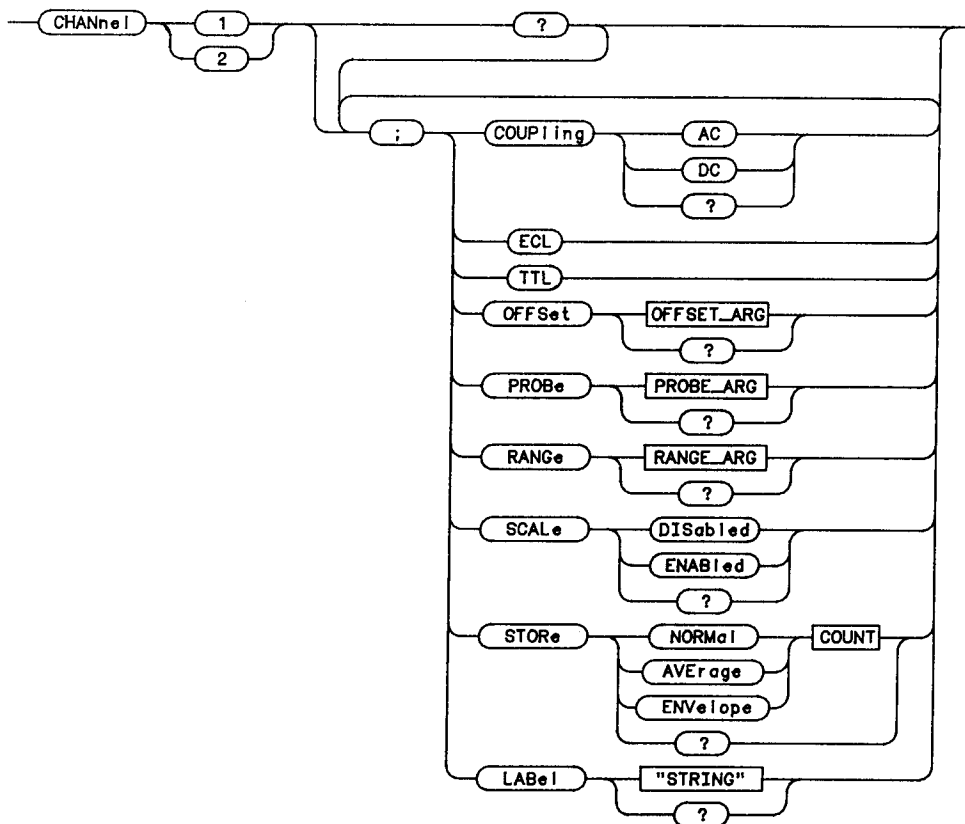 CHANnel 1 ?
2
; COUPling AC
DC
?
ECL
TTL
OFFSet OFFSET_ARG
?
PROBe PROBE_ARG
?
RANGe RANGE_ARG
?
SCALe DISabled
ENABled
?
STORe NORMal COUNT
AVErage
ENVelope
?
LABel "STRING"
?